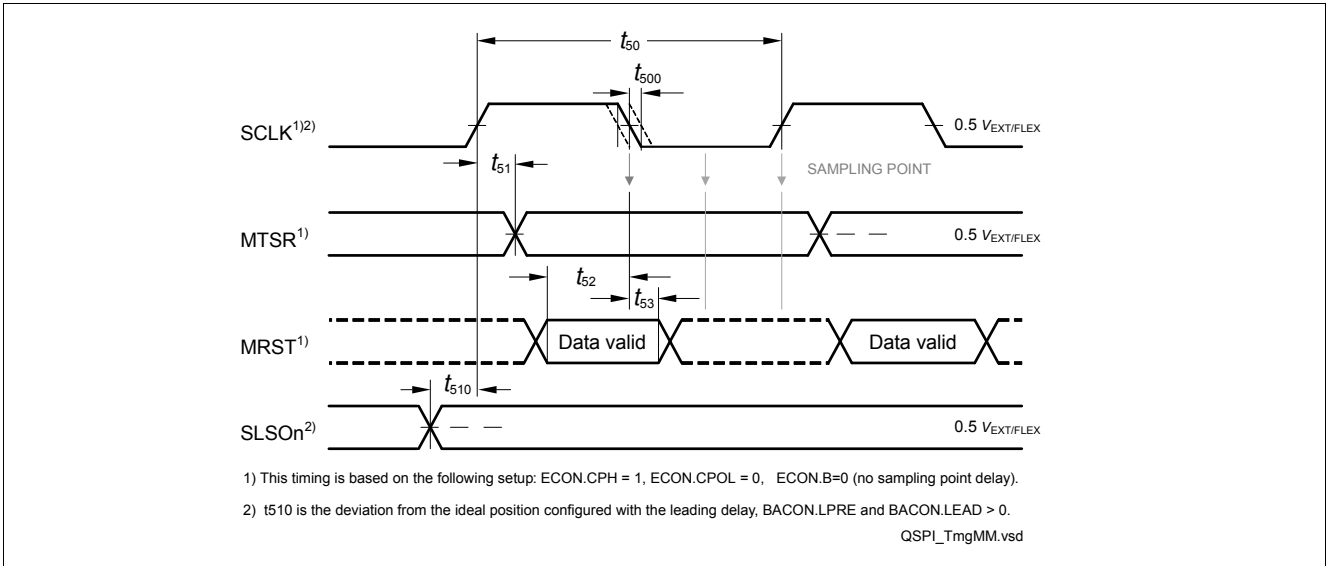 t50
t500
SCLK1)2)
0.5 VEXT/FLEX
t51
SAMPLING POINT
MTSR1)
0.5 VEXT/FLEX
t52
t53
MRST1)
Data valid
Data valid
t510
SLSOn2)
0.5 VEXT/FLEX
1) This timing is based on the following setup: ECON.CPH = 1, ECON.CPOL = 0, ECON.B=0 (no sampling point delay).
2) t510 is the deviation from the ideal position configured with the leading delay, BACON.LPRE and BACON.LEAD > 0.
QSPI_TmgMM.vsd